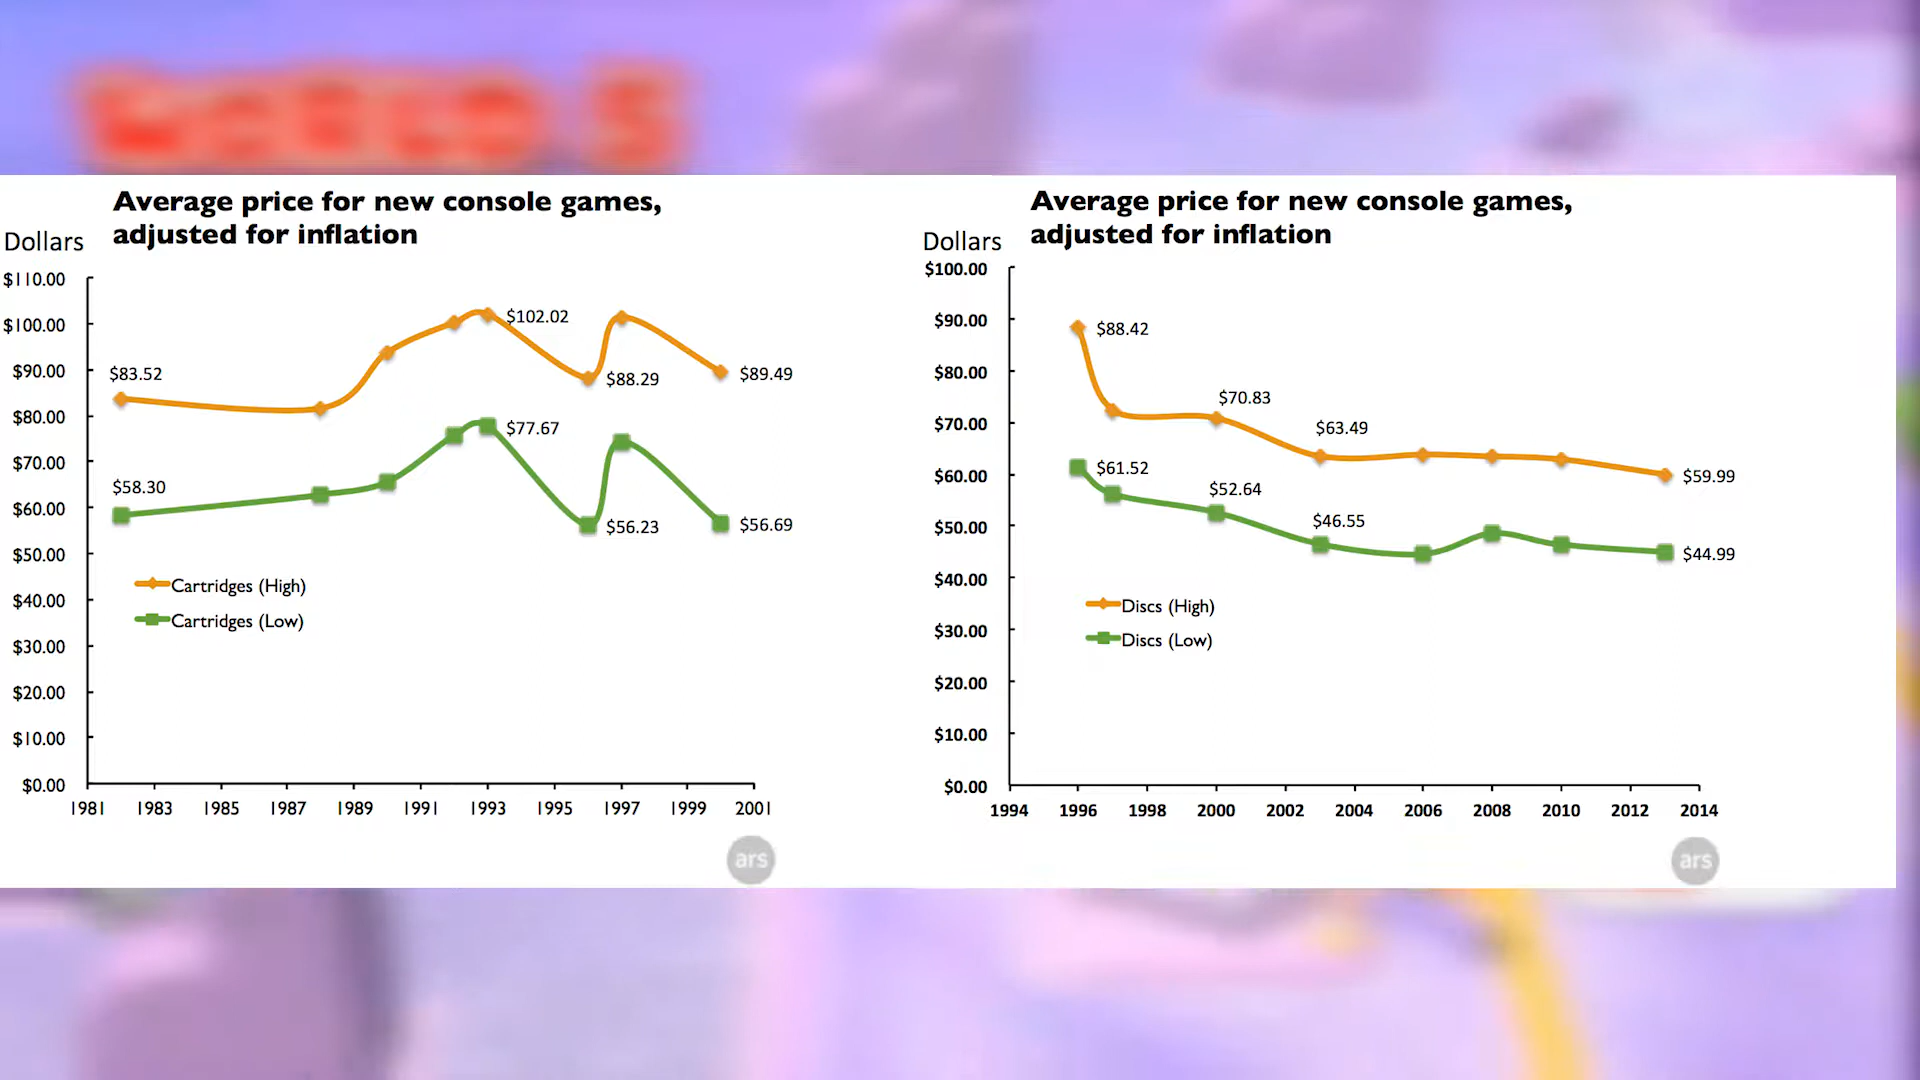 Average price for new console games,
adjusted for inflation
Dollars
$110.00
$100.00
$90.00
$80.00
$70.00
$60.00
$50.00
$40.00
$30.00
$20.00
$10.00
$0.00
$83.52
$102.02
$88.29
$89.49
$58.30
$77.67
$56.23
$56.69
Cartridges (High)
Cartridges (Low)
1981 1983 1985 1987 1989 1991 1993 1995 1997 1999 2001
ars
Average price for new console games,
adjusted for inflation
Dollars
$100.00
$90.00
$80.00
$70.00
$60.00
$50.00
$40.00
$30.00
$20.00
$10.00
$0.00
$88.42
$70.83
$63.49
$59.99
$61.52
$52.64
$46.55
$44.99
Discs (High)
Discs (Low)
1994 1996 1998 2000 2002 2004 2006 2008 2010 2012 2014
ars